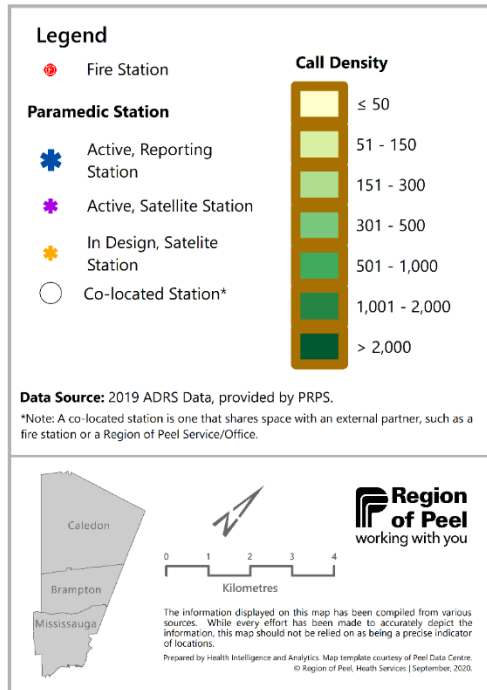 Legend
Fire Station
Paramedic Station
Active, Reporting
Station
Active, Satellite Station
In Design, Satelite
Station
Co-located Station*
Call Density
≤ 50
51 - 150
151 - 300
301 - 500
501 - 1,000
1,001 - 2,000
> 2,000
Data Source: 2019 ADRS Data, provided by PRPS.
*Note: A co-located station is one that shares space with an external partner, such as a
fire station or a Region of Peel Service/Office.
Caledon
Brampton
Mississauga
N
0 1 2 3 4
Kilometres
Region
of Peel
working with you
The information displayed on this map has been compiled from various
sources. While every effort has been made to accurately depict the
information, this map should not be relied on as being a precise indicator
of locations.
Prepared by Health Intelligence and Analytics. Map template courtesy of Peel Data Centre.
© Region of Peel, Heath Services | September, 2020.